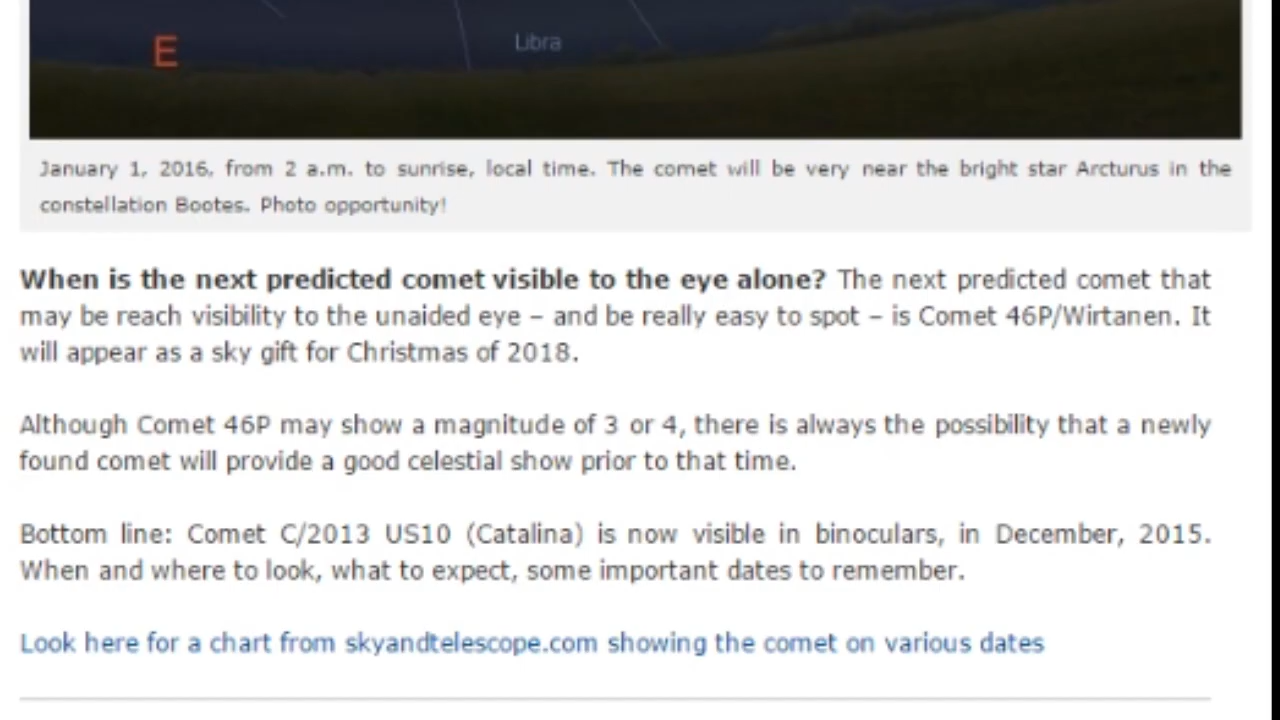 E
Libra
January 1, 2016, from 2 a.m. to sunrise, local time. The comet will be very near the bright star Arcturus in the
constellation Bootes. Photo opportunity!
When is the next predicted comet visible to the eye alone? The next predicted comet that
may be reach visibility to the unaided eye – and be really easy to spot – is Comet 46P/Wirtanen. It
will appear as a sky gift for Christmas of 2018.
Although Comet 46P may show a magnitude of 3 or 4, there is always the possibility that a newly
found comet will provide a good celestial show prior to that time.
Bottom line: Comet C/2013 US10 (Catalina) is now visible in binoculars, in December, 2015.
When and where to look, what to expect, some important dates to remember.
Look here for a chart from skyandtelescope.com showing the comet on various dates